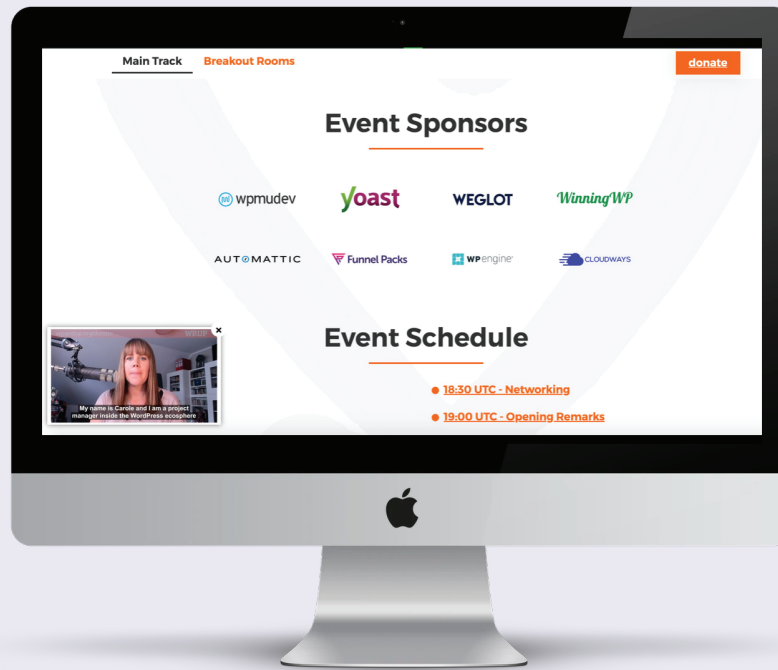 Main Track Breakout Rooms donate
Event Sponsors
wpmudev yoast WEGLOT WinningWP
AUTOMATTIC Funnel Packs WPengine CLOUDWAYS
Event Schedule
18:30 UTC - Networking
19:00 UTC - Opening Remarks
My name is Carole and I am a project
manager inside the WordPress ecosphere